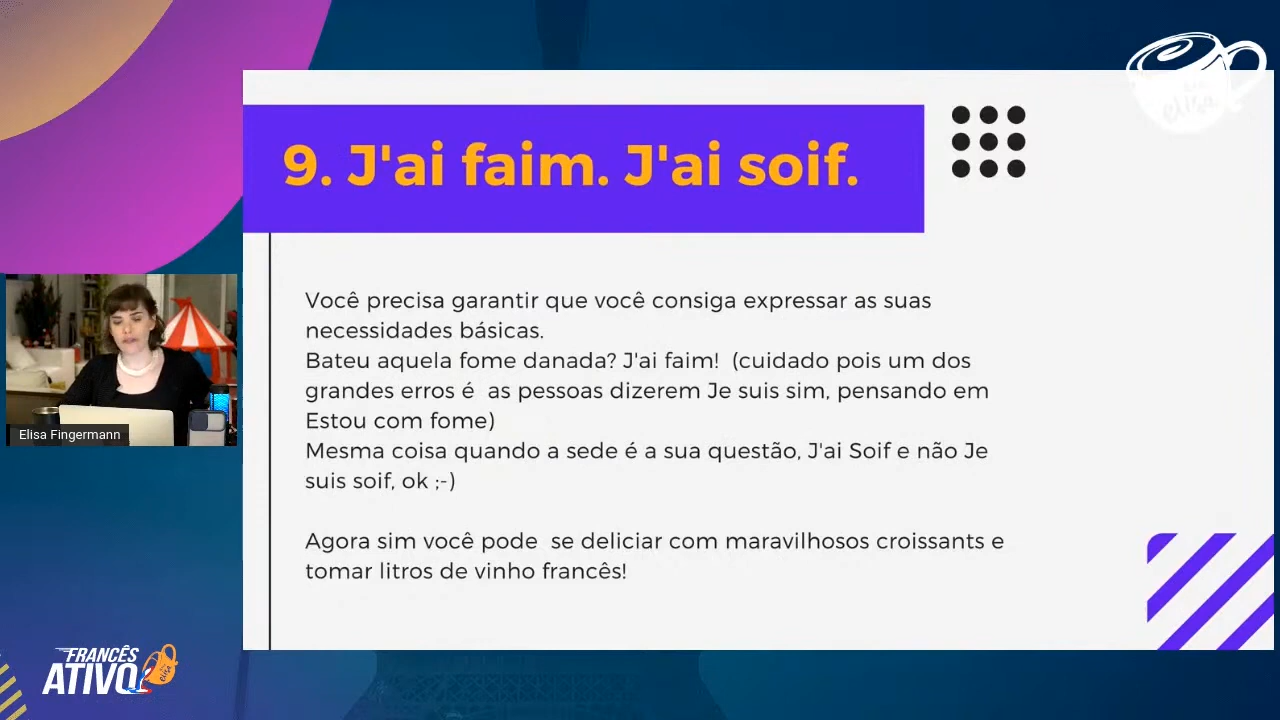 9. J'ai faim. J'ai soif.
Você precisa garantir que você consiga expressar as suas
necessidades básicas.
Bateu aquela fome danada? J'ai faim!  (cuidado pois um dos
grandes erros é  as pessoas dizerem Je suis sim, pensando em
Estou com fome)
Mesma coisa quando a sede é a sua questão, J'ai Soif e não Je
suis soif, ok ;-)
Agora sim você pode  se deliciar com maravilhosos croissants e
tomar litros de vinho francês!
Elisa Fingermann
FRANCÊS
ATIVO
elisa